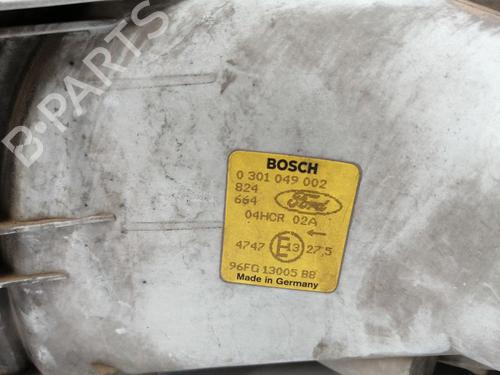 B-PARTS
BOSCH
0 301 049 002
824
664 Ford
04HCR 02A
←
4747 E13 27,5
96FG 13005 BB
Made in Germany